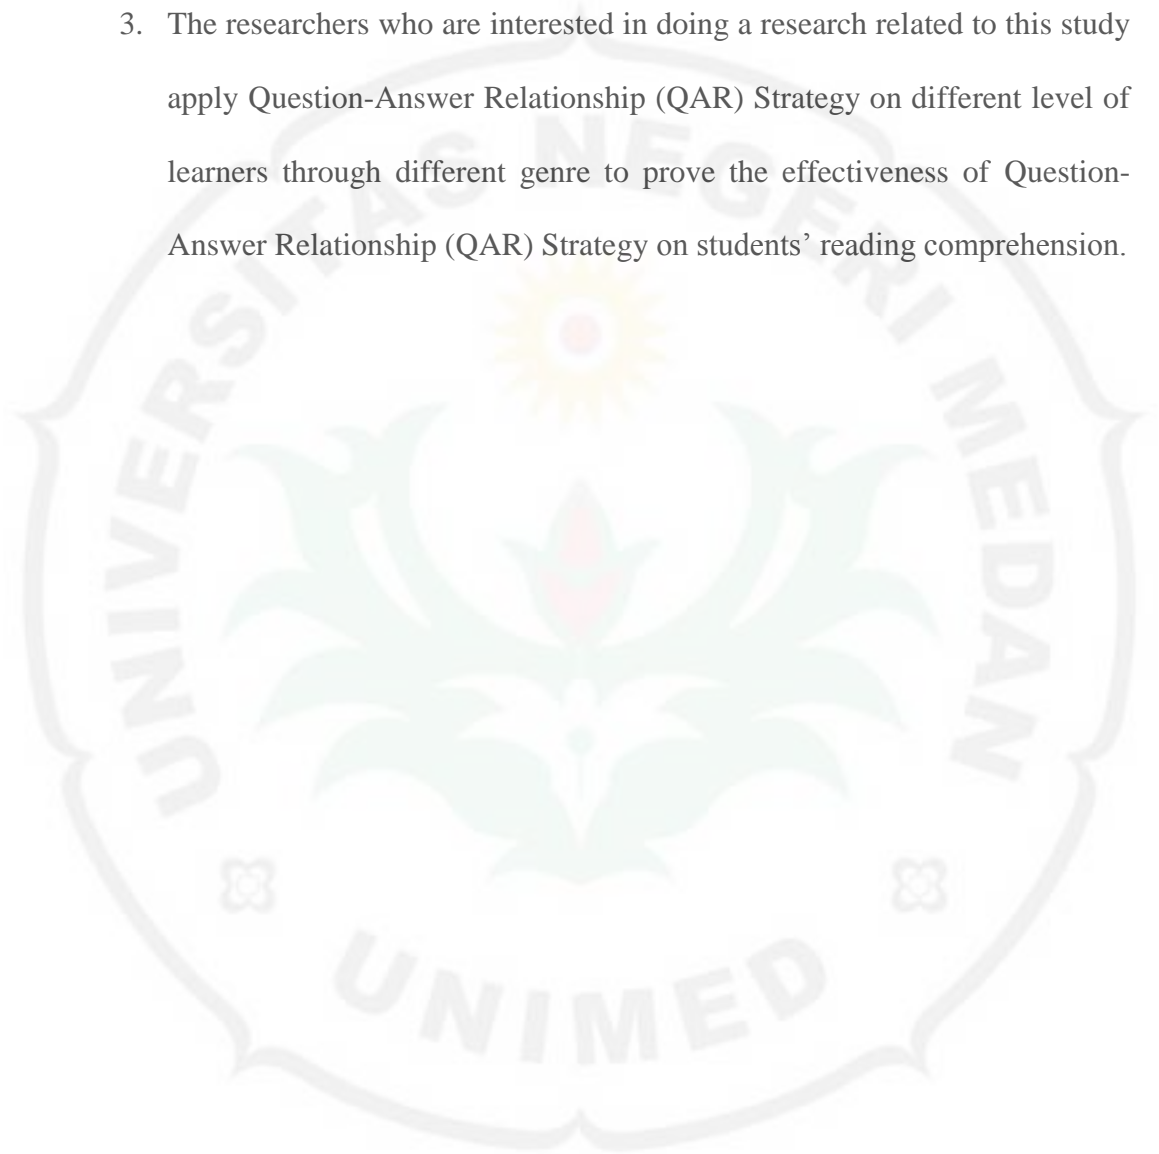 3. The researchers who are interested in doing a research related to this study
apply Question-Answer Relationship (QAR) Strategy on different level of
learners through different genre to prove the effectiveness of Question-
Answer Relationship (QAR) Strategy on students’ reading comprehension.
UNIVERSITAS NEGERI MEDAN
UNIMED